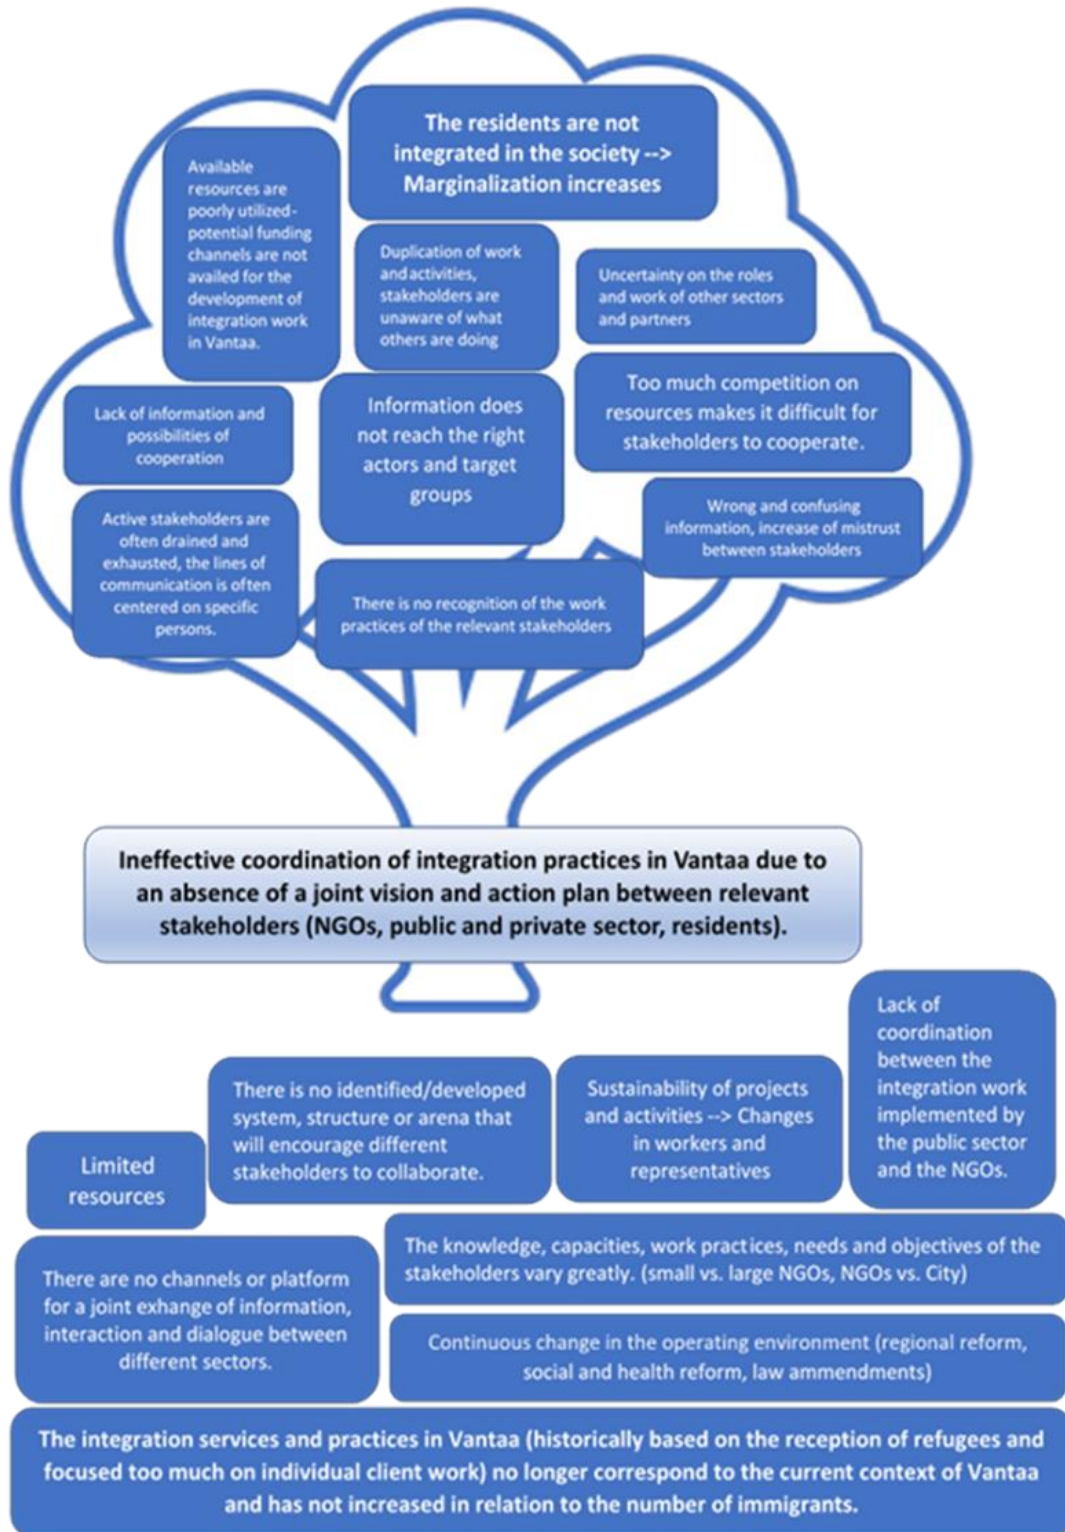 The residents are not
integrated in the society -->
Marginalization increases
Available
resources are
poorly utilized-
potential funding
channels are not
availed for the
development of
integration work
in Vantaa.
Duplication of work
and activities,
stakeholders are
unaware of what
others are doing
Uncertainty on the roles
and work of other sectors
and partners
Too much competition on
resources makes it difficult for
stakeholders to cooperate.
Lack of information and
possibilities of
cooperation
Information does
not reach the right
actors and target
groups
Wrong and confusing
information, increase of mistrust
between stakeholders
Active stakeholders are
often drained and
exhausted, the lines of
communication is often
centered on specific
persons.
There is no recognition of the work
practices of the relevant stakeholders
Ineffective coordination of integration practices in Vantaa due to
an absence of a joint vision and action plan between relevant
stakeholders (NGOs, public and private sector, residents).
Lack of
coordination
between the
integration work
implemented by
the public sector
and the NGOs.
There is no identified/developed
system, structure or arena that
will encourage different
stakeholders to collaborate.
Sustainability of projects
and activities --> Changes
in workers and
representatives
Limited
resources
The knowledge, capacities, work practices, needs and objectives of the
stakeholders vary greatly. (small vs. large NGOs, NGOs vs. City)
There are no channels or platform
for a joint exhange of information,
interaction and dialogue between
different sectors.
Continuous change in the operating environment (regional reform,
social and health reform, law ammendments)
The integration services and practices in Vantaa (historically based on the reception of refugees and
focused too much on individual client work) no longer correspond to the current context of Vantaa
and has not increased in relation to the number of immigrants.